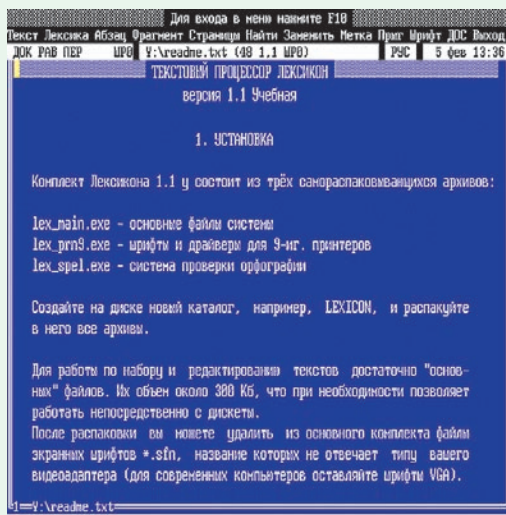 Для входа в меню нажмите F10
Текст Лексика Абзац Фрагмент Страницы Найти Заменить Метка Приг Шрифт ДОС Выход
ДОК РАБ ПЕР WP0 Y:\readme.txt (48 1,1 WP0) РУС 5 фев 13:36
ТЕКСТОВЫЙ ПРОЦЕССОР ЛЕКСИКОН
версия 1.1 Учебная
1. УСТАНОВКА
Комплект Лексикона 1.1 у состоит из трёх самораспаковывающихся архивов:
lex_main.exe - основные файлы системы
lex_prn9.exe - шрифты и драйверы для 9-иг. принтеров
lex_spel.exe - система проверки орфографии
Создайте на диске новый каталог, например, LEXICON, и распакуйте
в него все архивы.
Для работы по набору и редактированию текстов достаточно "основ-
ных" файлов. Их объем около 300 Кб, что при необходимости позволяет
работать непосредственно с дискеты.
После распаковки вы можете удалить из основного комплекта файлы
экранных шрифтов *.sfn, название которых не отвечает типу вашего
видеоадаптера (для современных компьютеров оставляйте шрифты VGA).
1=Y:\readme.txt